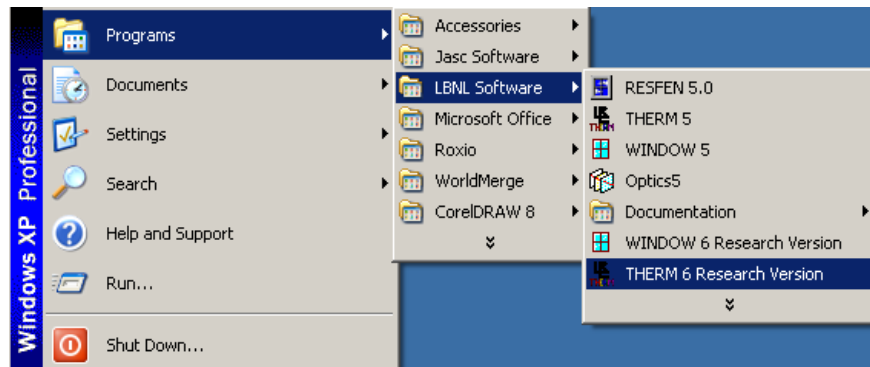 Windows XP Professional
Programs
Documents
Settings
Search
Help and Support
Run...
Shut Down...
Accessories
Jasc Software
LBNL Software
Microsoft Office
Roxio
WorldMerge
CorelDRAW 8
RESFEN 5.0
THERM 5
WINDOW 5
Optics5
Documentation
WINDOW 6 Research Version
THERM 6 Research Version